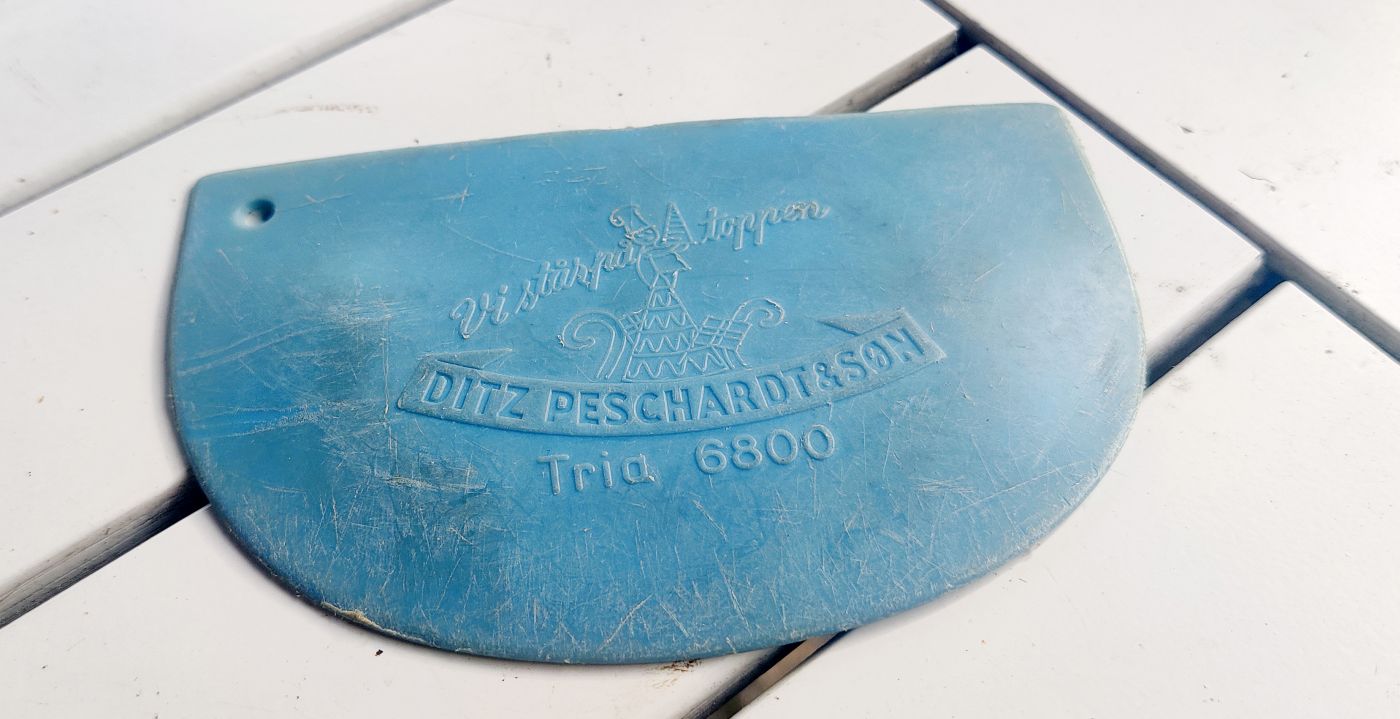 Vi står på toppen
DITZ PESCHARDT & SØN
Tria 6800